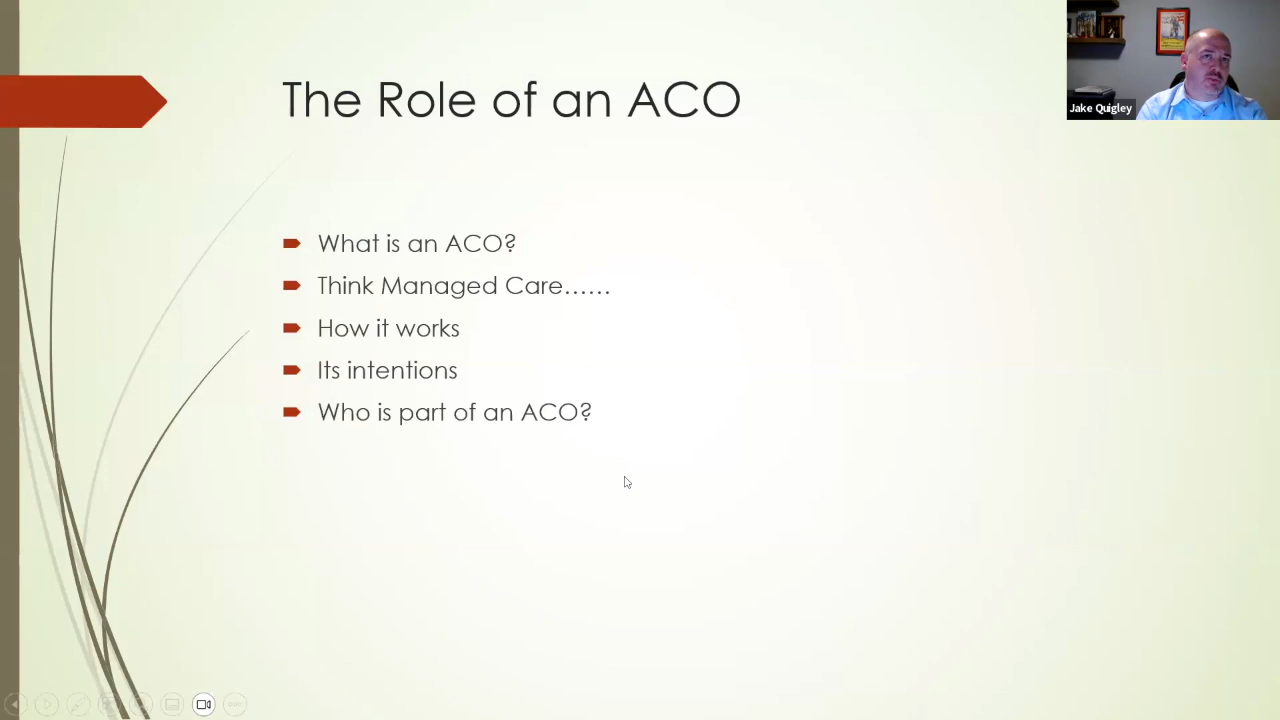 The Role of an ACO
Jake Quigley
What is an ACO?
Think Managed Care......
How it works
Its intentions
Who is part of an ACO?